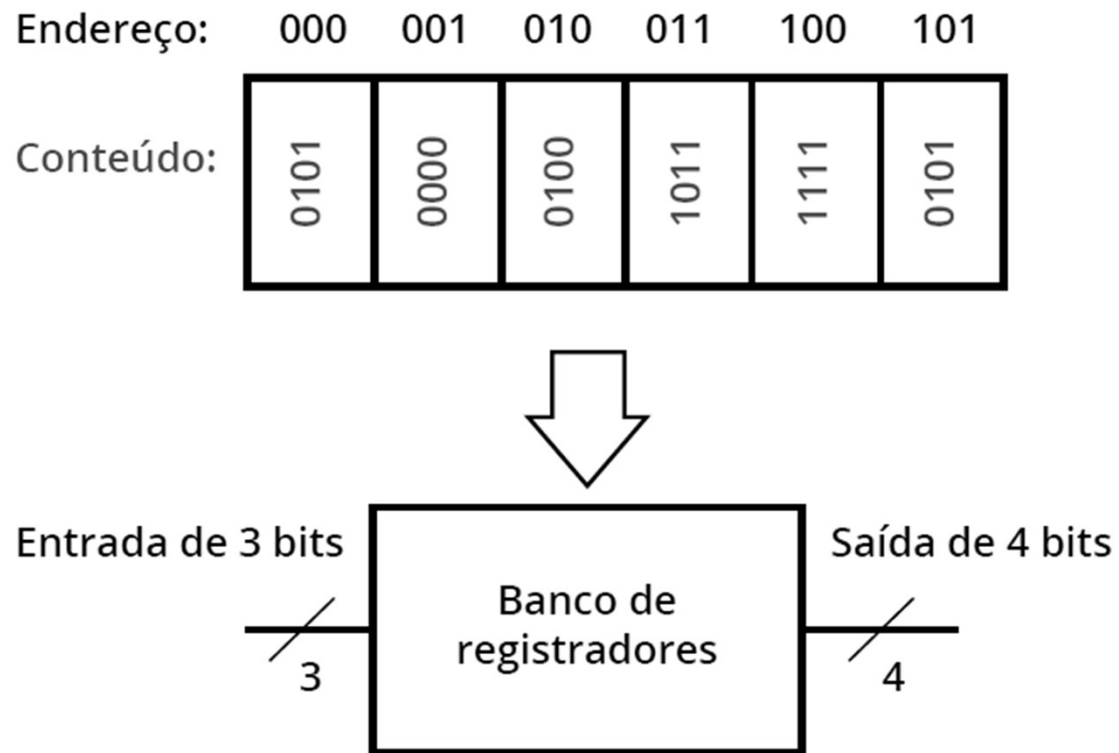 Endereço: 000 001 010 011 100 101
Conteúdo: 0101 0000 0100 1011 1111 0101
Entrada de 3 bits
Saída de 4 bits
Banco de
registradores
3
4